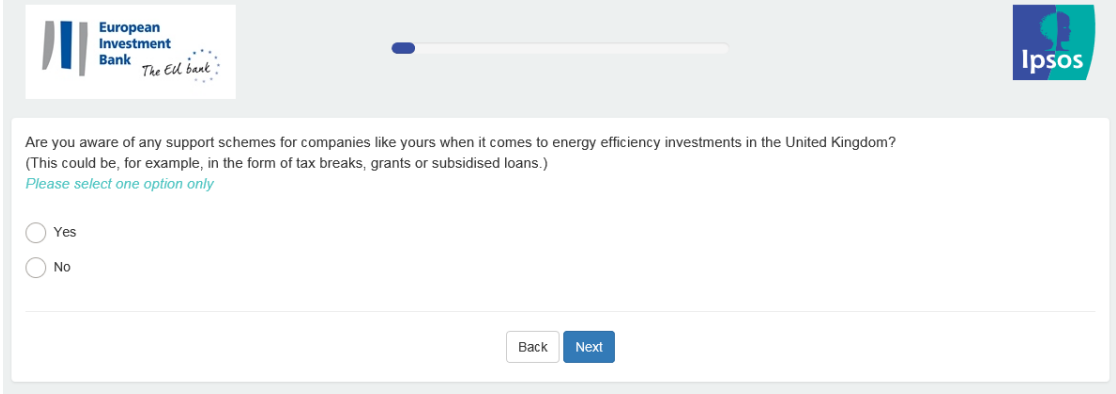 European
Investment
Bank
The EU bank
Ipsos
Are you aware of any support schemes for companies like yours when it comes to energy efficiency investments in the United Kingdom?
(This could be, for example, in the form of tax breaks, grants or subsidised loans.)
Please select one option only
Yes
No
Back
Next